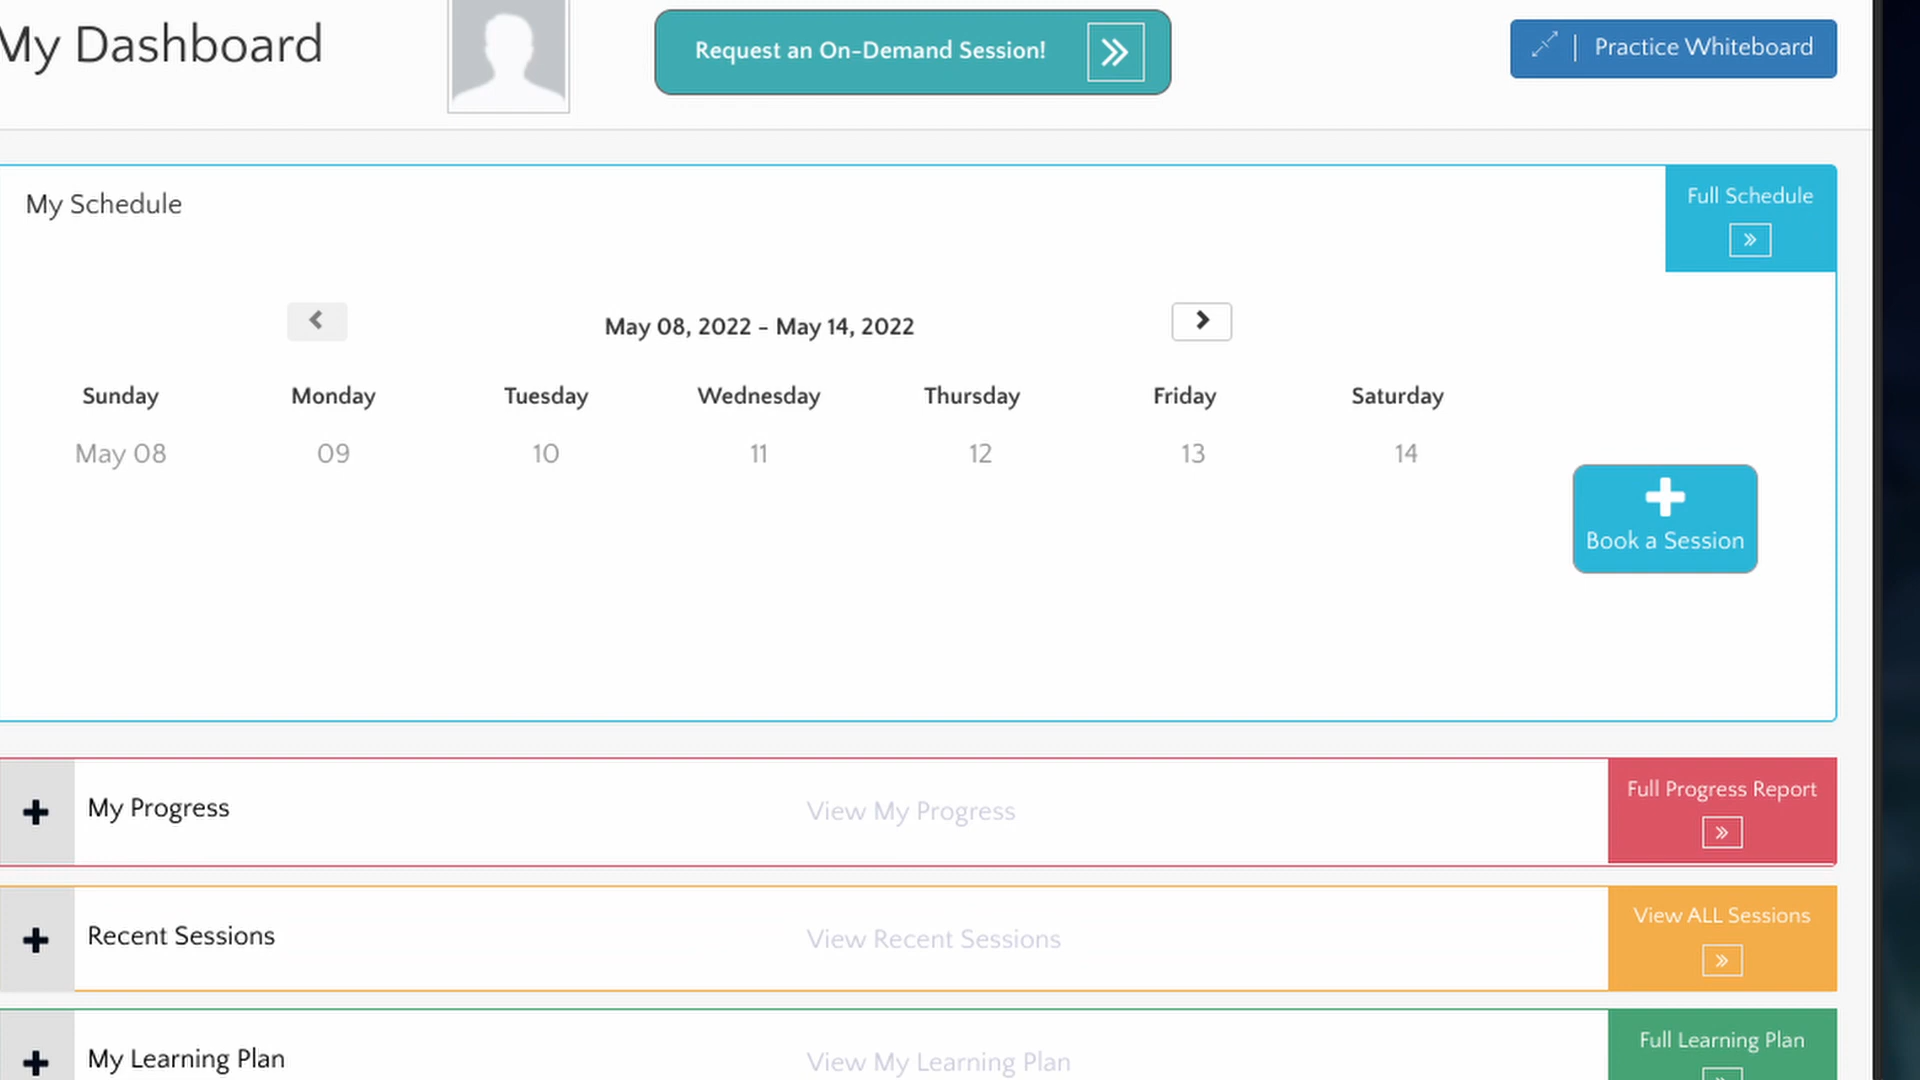 My Dashboard
Request an On-Demand Session!
Practice Whiteboard
My Schedule
Full Schedule
May 08, 2022 - May 14, 2022
Sunday Monday Tuesday Wednesday Thursday Friday Saturday
May 08 09 10 11 12 13 14
Book a Session
My Progress
View My Progress
Full Progress Report
Recent Sessions
View Recent Sessions
View ALL Sessions
My Learning Plan
View My Learning Plan
Full Learning Plan